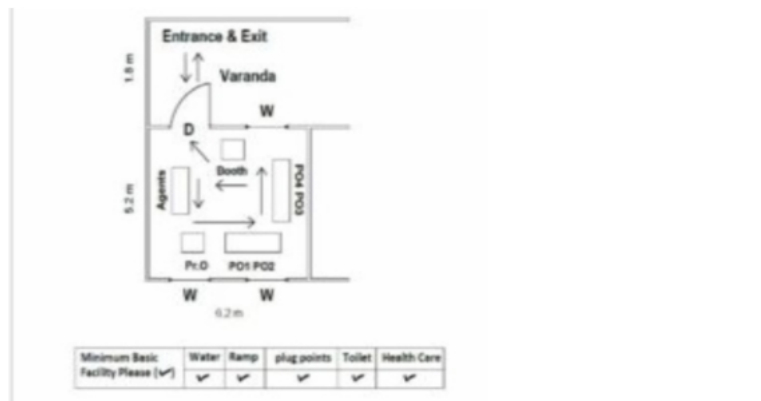 Entrance & Exit
1.8 m
Varanda
W
D
Booth
Agents
PO4 PO3
5.2 m
Pr.O PO1 PO2
W W
6.2 m
Minimum Basic Facility Please (✓) Water Ramp plug points Toilet Health Care
✓ ✓ ✓ ✓ ✓